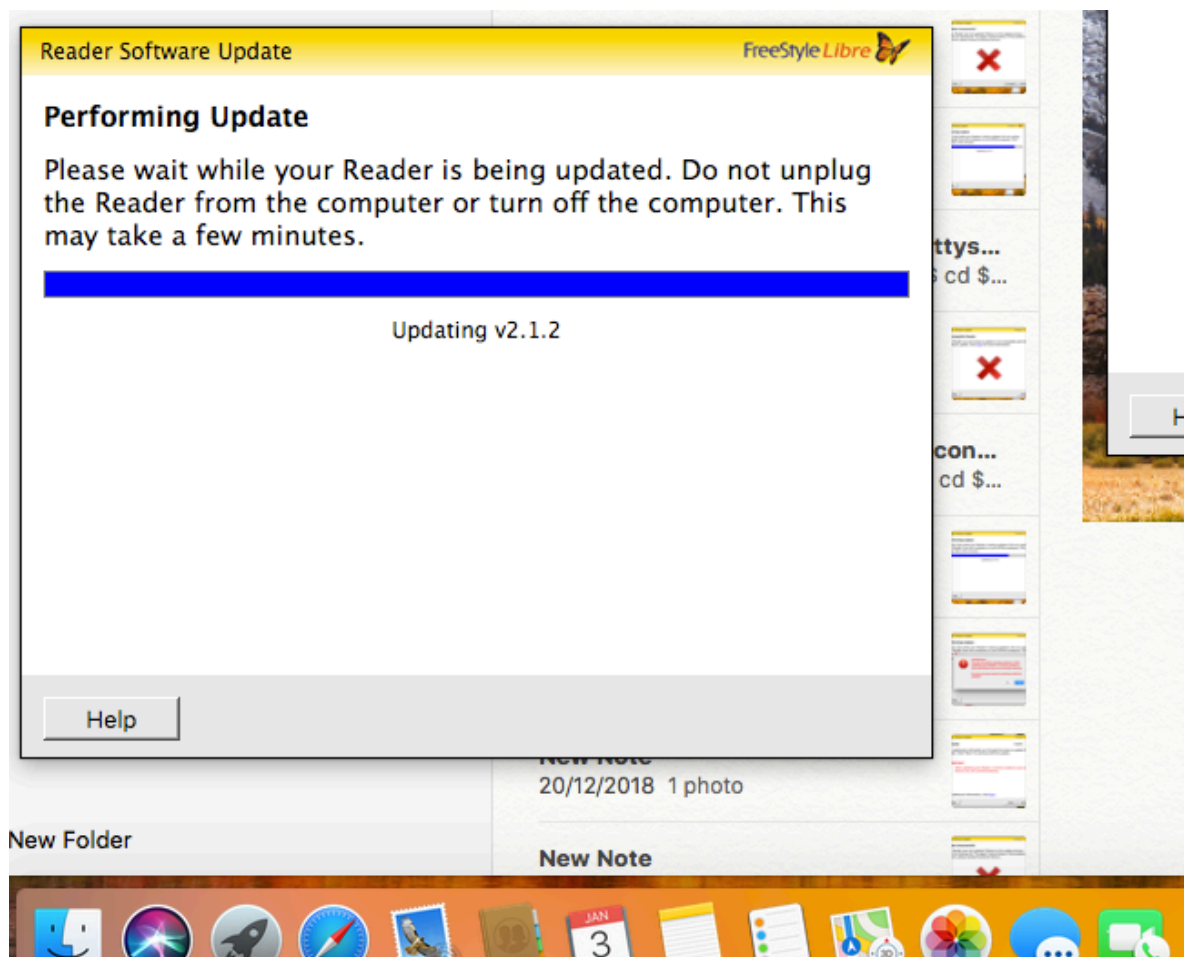 Reader Software Update
FreeStyle Libre
Performing Update
Please wait while your Reader is being updated. Do not unplug
the Reader from the computer or turn off the computer. This
may take a few minutes.
Updating v2.1.2
Help
ttys...
cd $...
con...
cd $...
H
New Note
20/12/2018 1 photo
New Folder
New Note
JAN
3
3D